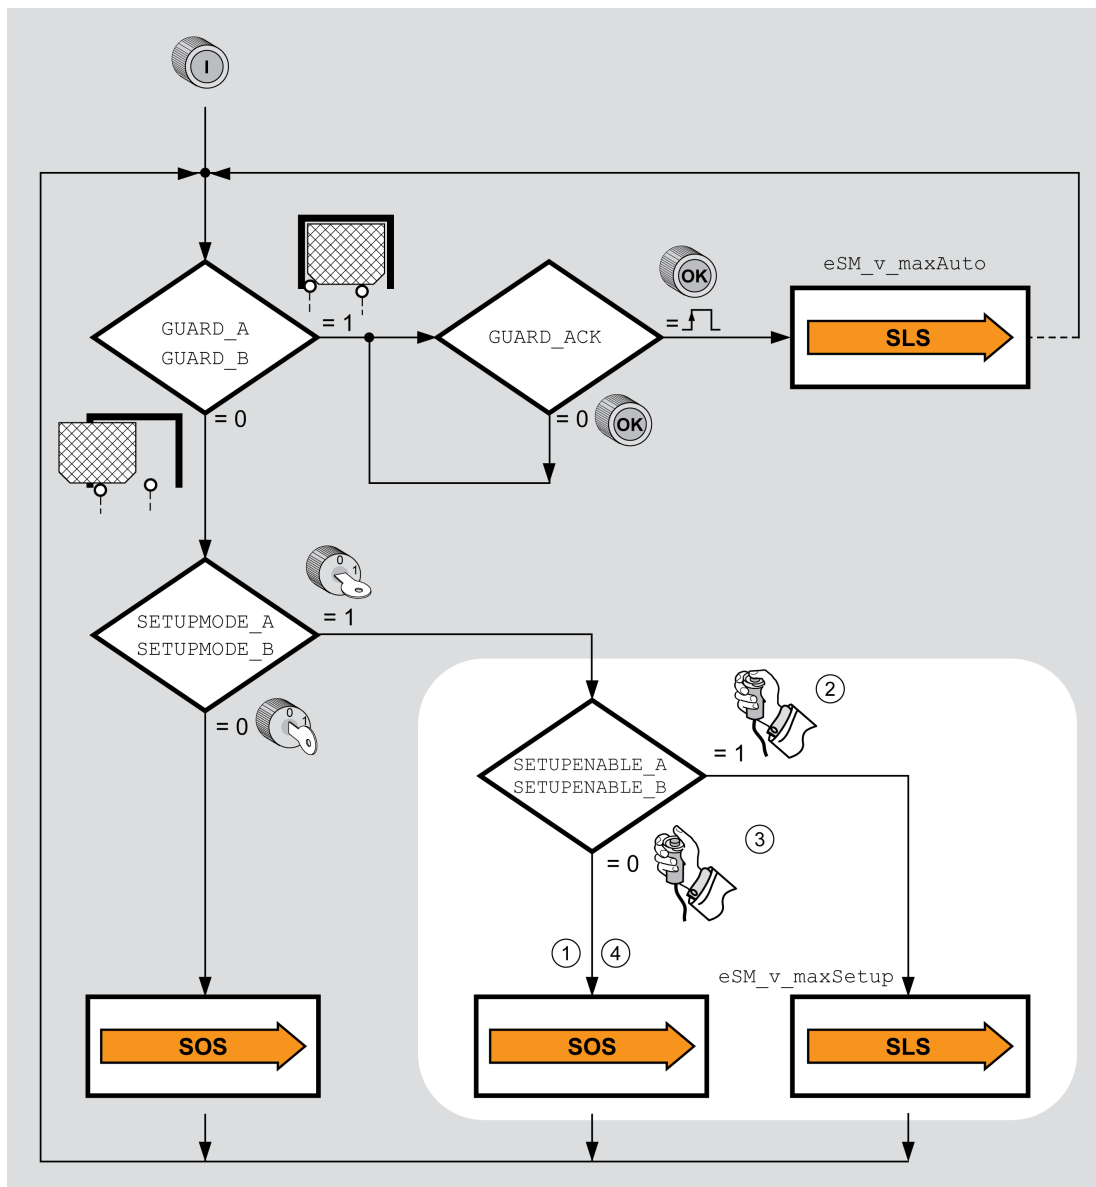 I
eSM_v_maxAuto
OK
GUARD_A
GUARD_B
= 1
GUARD_ACK
=
SLS
= 0
= 0
OK
0
1
SETUPMODE_A
SETUPMODE_B
= 1
= 0
0
1
2
SETUPENABLE_A
SETUPENABLE_B
= 1
3
= 0
1
4
eSM_v_maxSetup
SOS
SOS
SLS